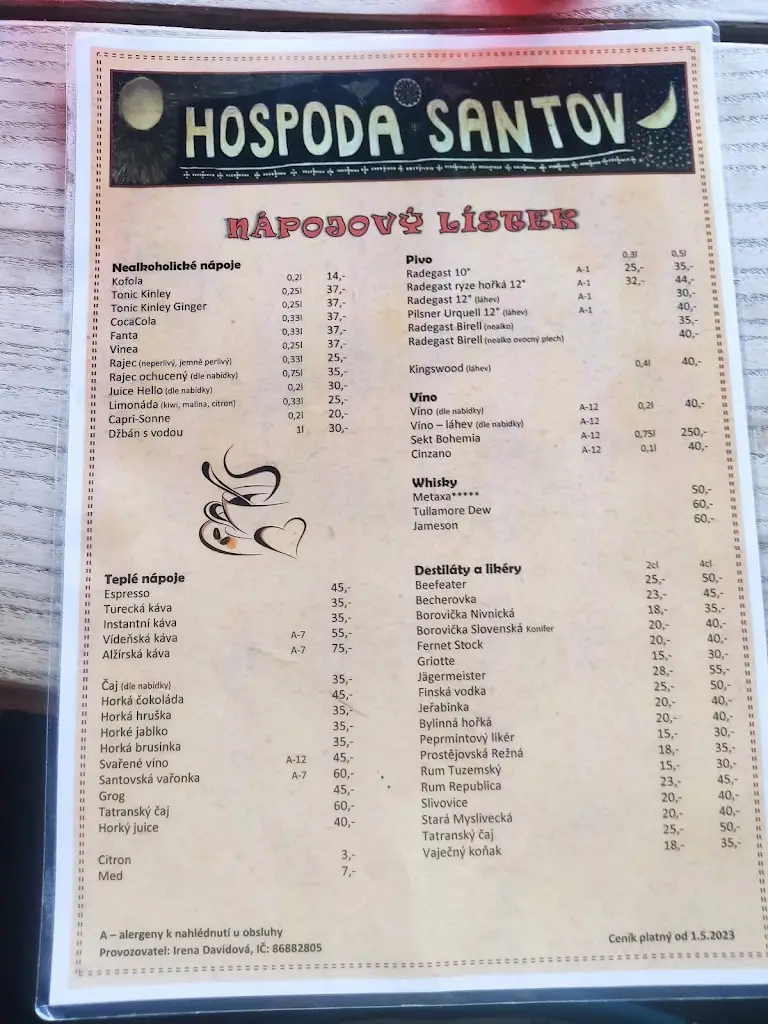 HOSPODA SANTOV
NÁPOJOVÝ LÍSTEK
Nealkoholické nápoje
Kofola 0,2l 14,-
Tonic Kinley 0,25l 37,-
Tonic Kinley Ginger 0,25l 37,-
CocaCola 0,33l 37,-
Fanta 0,33l 37,-
Vinea 0,25l 37,-
Rajec (neperlivý, jemně perlivý) 0,33l 25,-
Rajec ochucený (dle nabídky) 0,75l 35,-
Juice Hello (dle nabídky) 0,2l 30,-
Limonáda (kiwi, malina, citron) 0,33l 25,-
Capri-Sonne 0,2l 20,-
Džbán s vodou 1l 30,-
Teplé nápoje
Espresso 45,-
Turecká káva 35,-
Instantní káva 35,-
Vídeňská káva A-7 55,-
Alžírská káva A-7 75,-
Čaj (dle nabídky) 35,-
Horká čokoláda 45,-
Horká hruška 35,-
Horké jablko 35,-
Horká brusinka 35,-
Svařené víno A-12 45,-
Santovská vařonka A-7 60,-
Grog 45,-
Tatranský čaj 60,-
Horký juice 40,-
Citron 3,-
Med 7,-
Pivo 0,3l 0,5l
Radegast 10° A-1 25,- 35,-
Radegast ryze hořká 12° A-1 32,- 44,-
Radegast 12° (láhev) A-1 30,-
Pilsner Urquell 12° (láhev) A-1 40,-
Radegast Birell (nealko) 35,-
Radegast Birell (nealko ovocný plech) 40,-
Kingswood (láhev) 0,4l 40,-
Víno
Víno (dle nabídky) A-12 0,2l 40,-
Víno – láhev (dle nabídky) A-12
Sekt Bohemia A-12 0,75l 250,-
Cinzano A-12 0,1l 40,-
Whisky
Metaxa***** 50,-
Tullamore Dew 60,-
Jameson 60,-
Destiláty a likéry 2cl 4cl
Beefeater 25,- 50,-
Becherovka 23,- 45,-
Borovička Nivnická 18,- 35,-
Borovička Slovenská Konifer 20,- 40,-
Fernet Stock 20,- 40,-
Griotte 15,- 30,-
Jägermeister 28,- 55,-
Finská vodka 25,- 50,-
Jeřabinka 20,- 40,-
Bylinná hořká 20,- 40,-
Peprmintový likér 15,- 30,-
Prostějovská Režná 18,- 35,-
Rum Tuzemský 15,- 30,-
Rum Republica 23,- 45,-
Slivovice 20,- 40,-
Stará Myslivecká 20,- 40,-
Tatranský čaj 25,- 50,-
Vaječný koňak 18,- 35,-
A – alergeny k nahlédnutí u obsluhy
Provozovatel: Irena Davidová, IČ: 86882805
Ceník platný od 1.5.2023